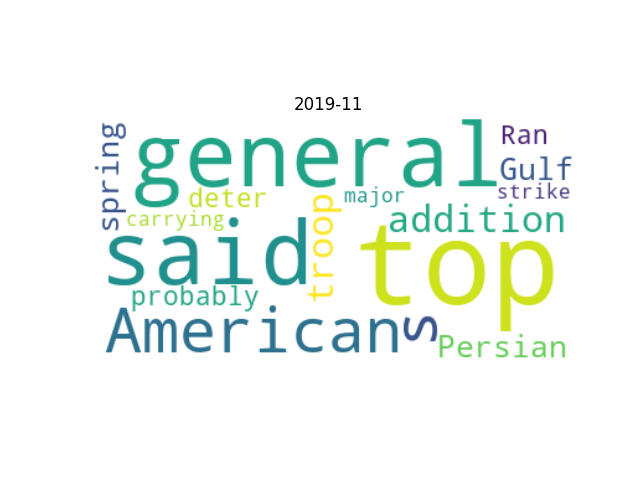 2019-11
spring
general
Ran
Gulf
strike
deter
major
carrying
troop
addition
said
top
probably
American
s
Persian